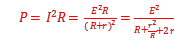 P = I²R = E²R/(R+r)² = E²/(R+r²/R+2r)